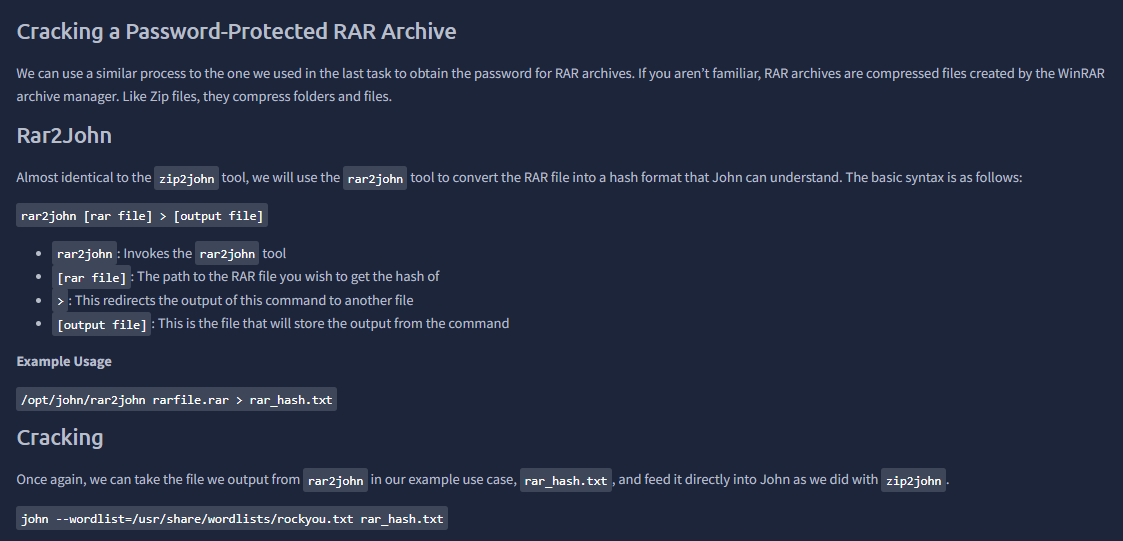 Cracking a Password-Protected RAR Archive
We can use a similar process to the one we used in the last task to obtain the password for RAR archives. If you aren’t familiar, RAR archives are compressed files created by the WinRAR
archive manager. Like Zip files, they compress folders and files.
Rar2John
Almost identical to the zip2john tool, we will use the rar2john tool to convert the RAR file into a hash format that John can understand. The basic syntax is as follows:
rar2john [rar file] > [output file]
• rar2john: Invokes the rar2john tool
• [rar file]: The path to the RAR file you wish to get the hash of
• >: This redirects the output of this command to another file
• [output file]: This is the file that will store the output from the command
Example Usage
/opt/john/rar2john rarfile.rar > rar_hash.txt
Cracking
Once again, we can take the file we output from rar2john in our example use case, rar_hash.txt, and feed it directly into John as we did with zip2john.
john --wordlist=/usr/share/wordlists/rockyou.txt rar_hash.txt